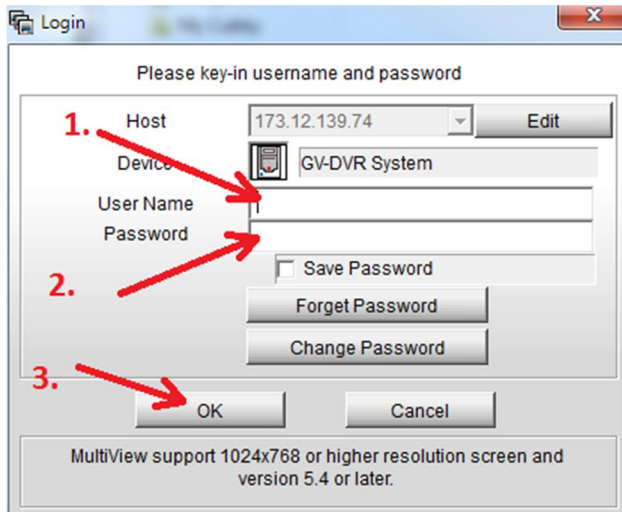 Login
Please key-in username and password
1.
Host 173.12.139.74 Edit
Device GV-DVR System
User Name
Password
2.
Save Password
Forget Password
Change Password
3.
OK Cancel
MultiView support 1024x768 or higher resolution screen and
version 5.4 or later.